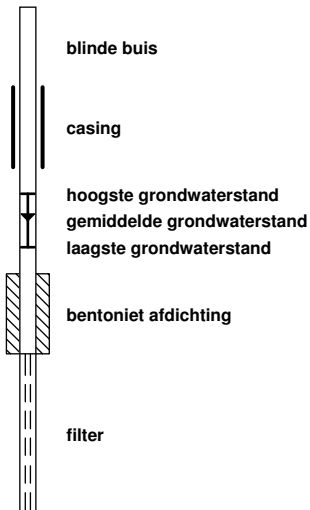 blinde buis
casing
hoogste grondwaterstand
gemiddelde grondwaterstand
laagste grondwaterstand
bentoniet afdichting
filter